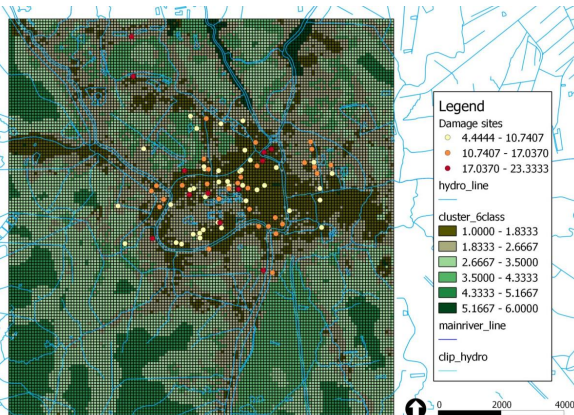 Legend
Damage sites
4.4444 - 10.7407
10.7407 - 17.0370
17.0370 - 23.3333
hydro_line
cluster_6class
1.0000 - 1.8333
1.8333 - 2.6667
2.6667 - 3.5000
3.5000 - 4.3333
4.3333 - 5.1667
5.1667 - 6.0000
mainriver_line
clip_hydro
0 2000 4000